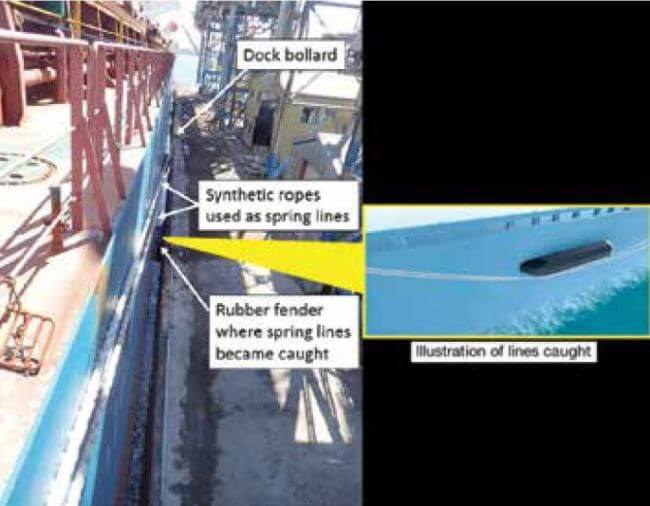 Dock bollard
Synthetic ropes
used as spring lines
Rubber fender
where spring lines
became caught
Illustration of lines caught